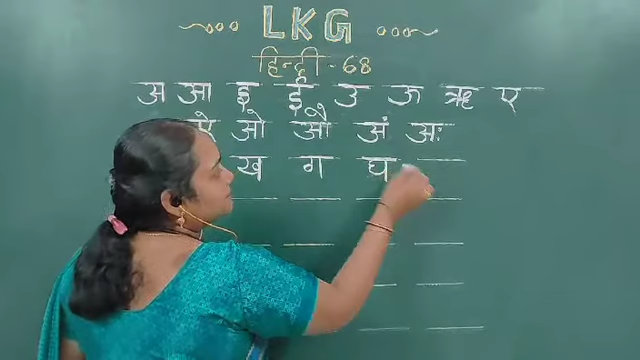 LKG
हिन्दी - 68
अ आ इ ई उ ऊ ऋ ए
ऐ ओ औ अं अः
ख ग घ